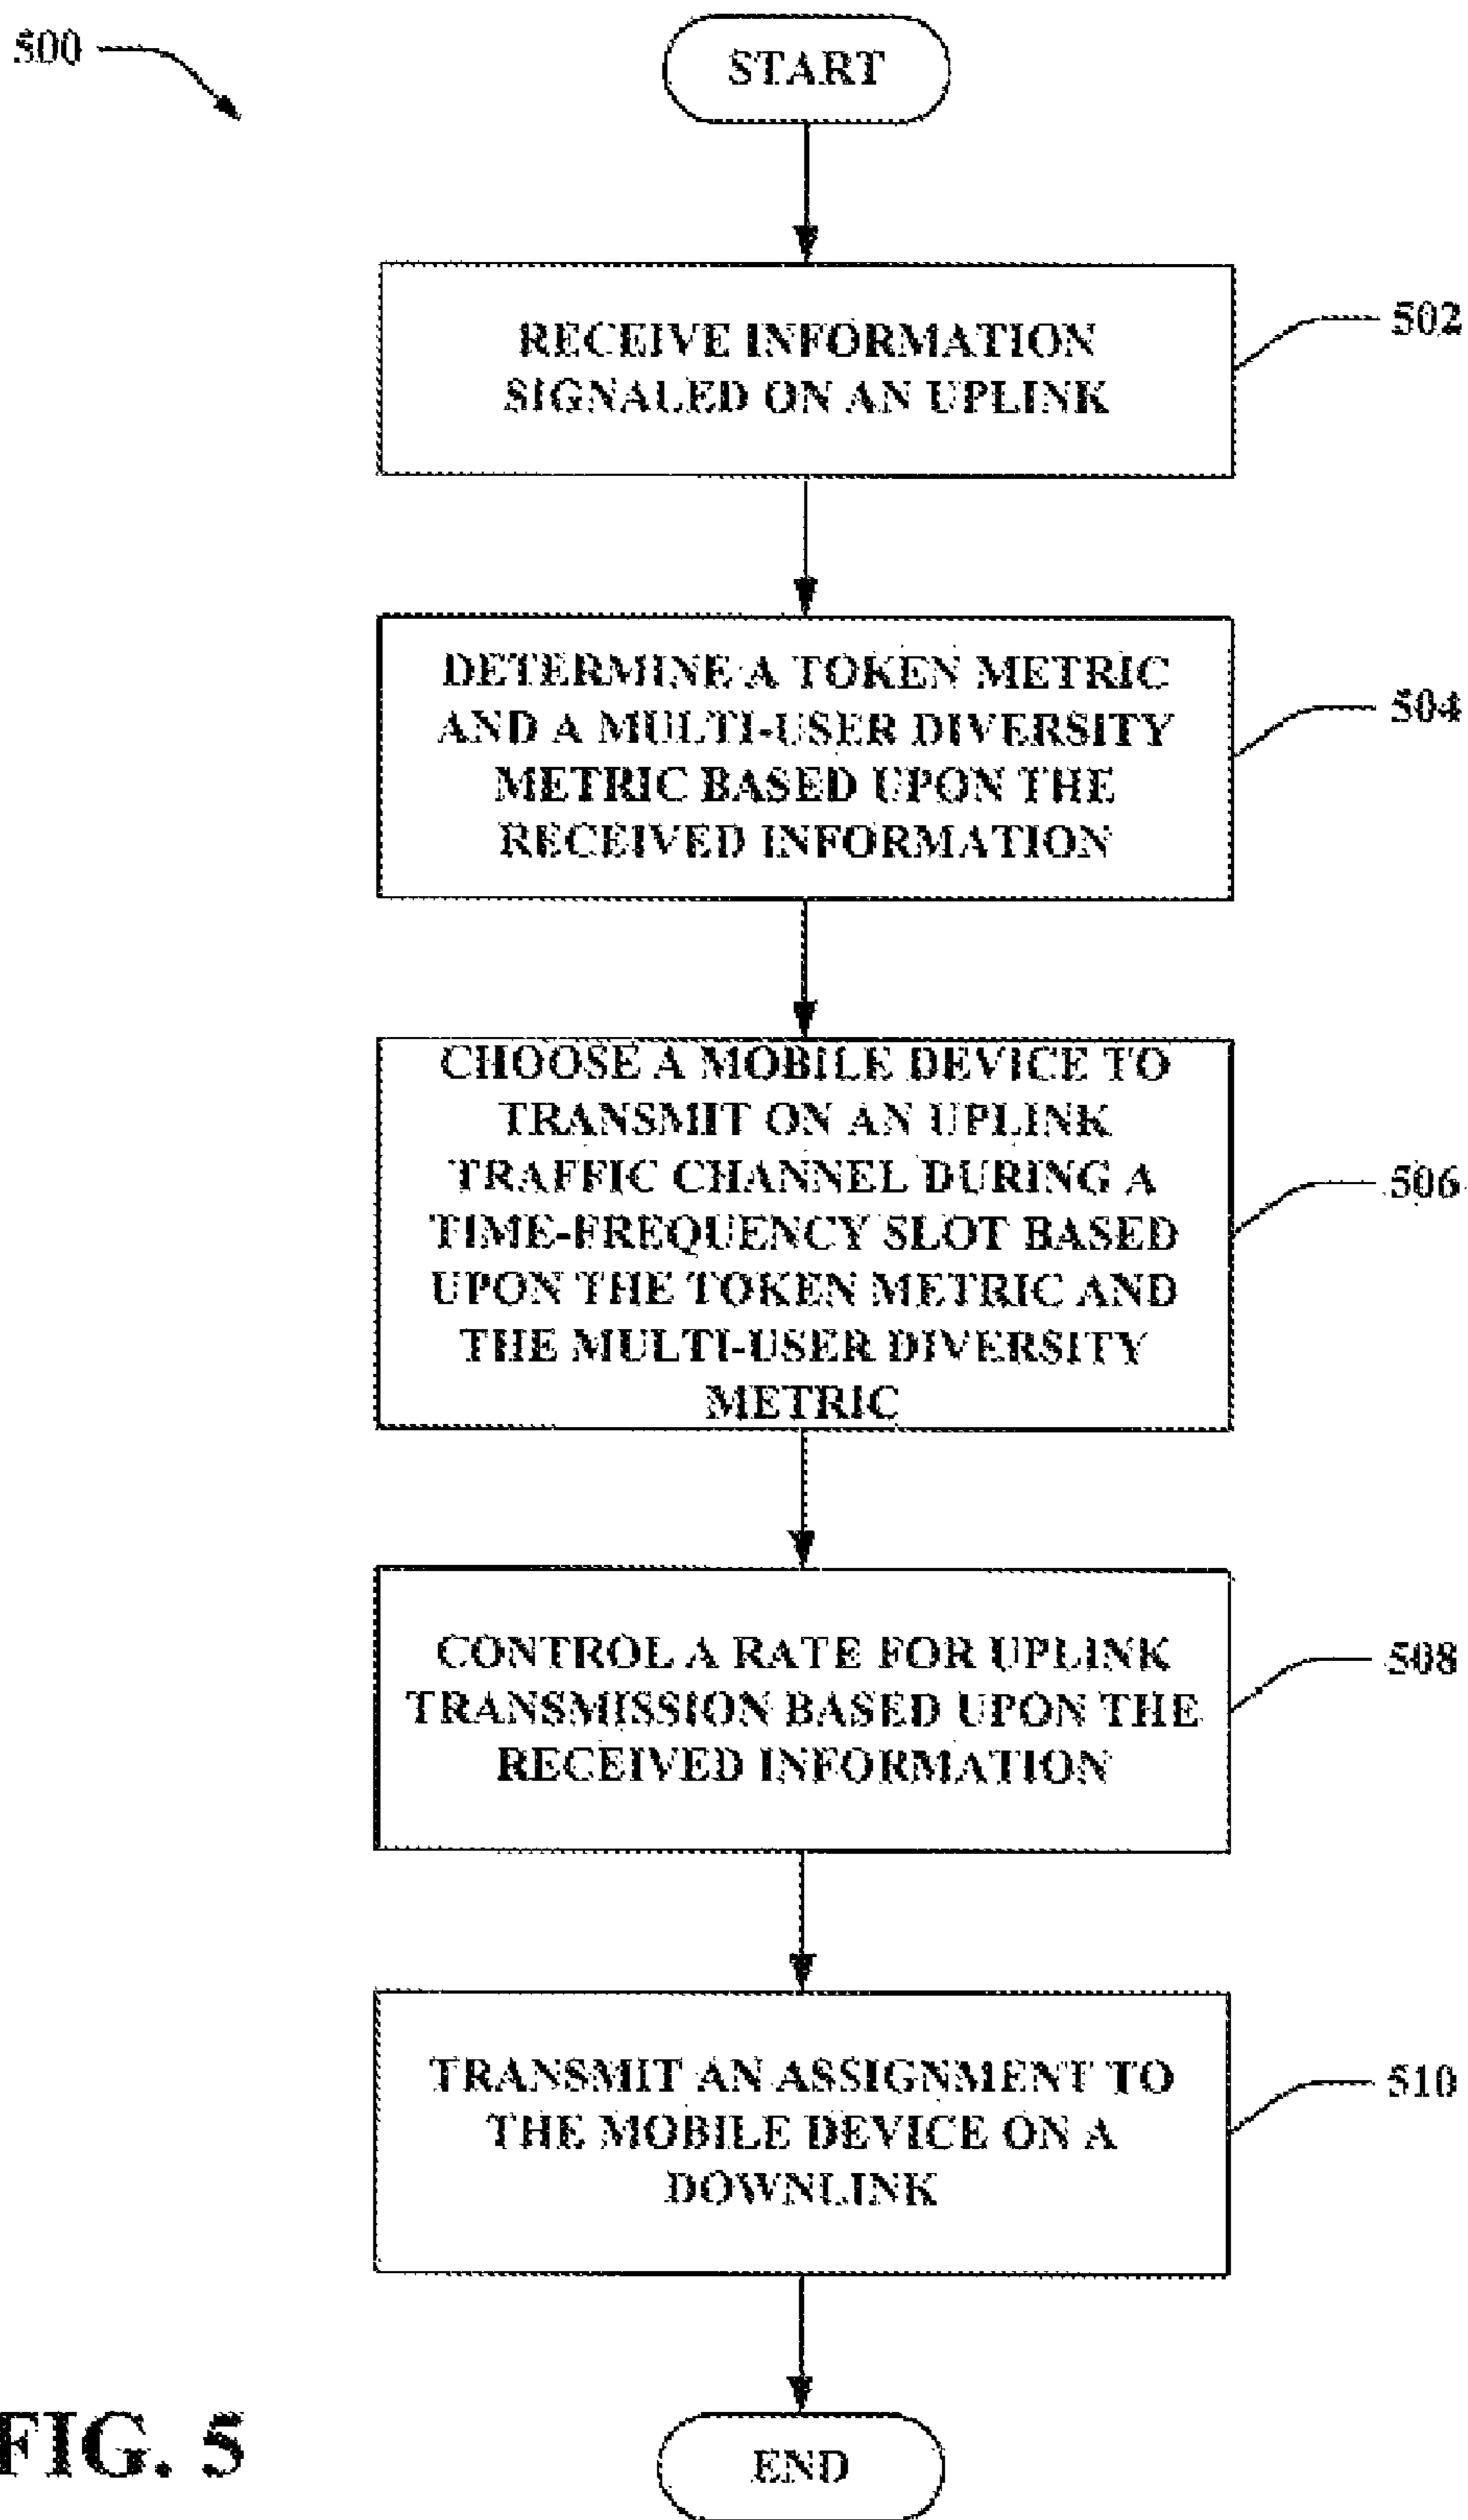 500
START
RECEIVE INFORMATION
SIGNALED ON AN UPLINK
502
DETERMINE A TOKEN METRIC
AND A MULTI-USER DIVERSITY
METRIC BASED UPON THE
RECEIVED INFORMATION
504
CHOOSE A MOBILE DEVICE TO
TRANSMIT ON AN UPLINK
TRAFFIC CHANNEL DURING A
TIME-FREQUENCY SLOT BASED
UPON THE TOKEN METRIC AND
THE MULTI-USER DIVERSITY
METRIC
506
CONTROL A RATE FOR UPLINK
TRANSMISSION BASED UPON THE
RECEIVED INFORMATION
508
TRANSMIT AN ASSIGNMENT TO
THE MOBILE DEVICE ON A
DOWNLINK
510
END
FIG. 5